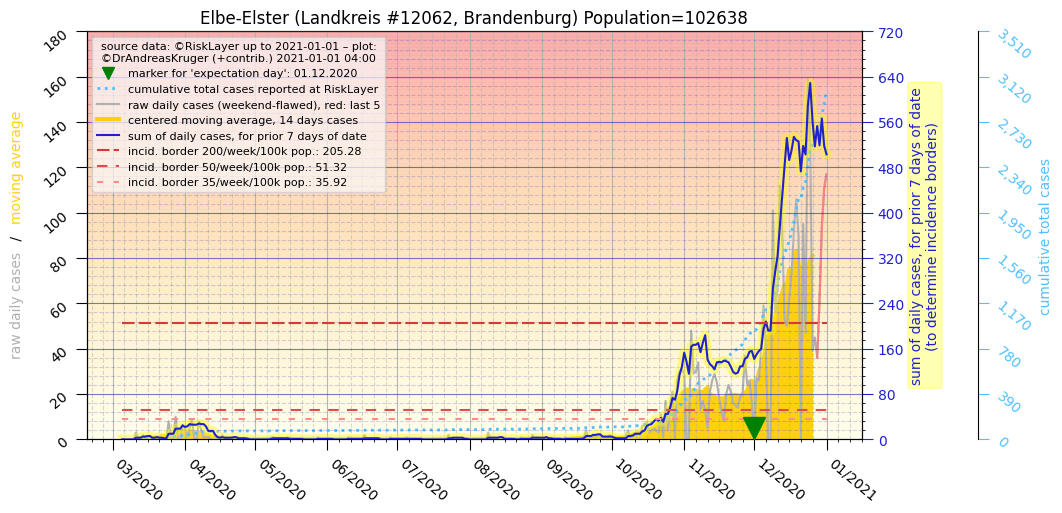 Elbe-Elster (Landkreis #12062, Brandenburg) Population=102638
source data: ©RiskLayer up to 2021-01-01 – plot:
©DrAndreasKruger (+contrib.) 2021-01-01 04:00
marker for 'expectation day': 01.12.2020
cumulative total cases reported at RiskLayer
raw daily cases (weekend-flawed), red: last 5
centered moving average, 14 days cases
sum of daily cases, for prior 7 days of date
incid. border 200/week/100k pop.: 205.28
incid. border 50/week/100k pop.: 51.32
incid. border 35/week/100k pop.: 35.92
raw daily cases / moving average
180
160
140
120
100
80
60
40
20
0
03/2020
04/2020
05/2020
06/2020
07/2020
08/2020
09/2020
10/2020
11/2020
12/2020
01/2021
720
640
560
480
400
320
240
160
80
0
sum of daily cases, for prior 7 days of date
(to determine incidence borders)
3,510
3,120
2,730
2,340
1,950
1,560
1,170
780
390
0
cumulative total cases